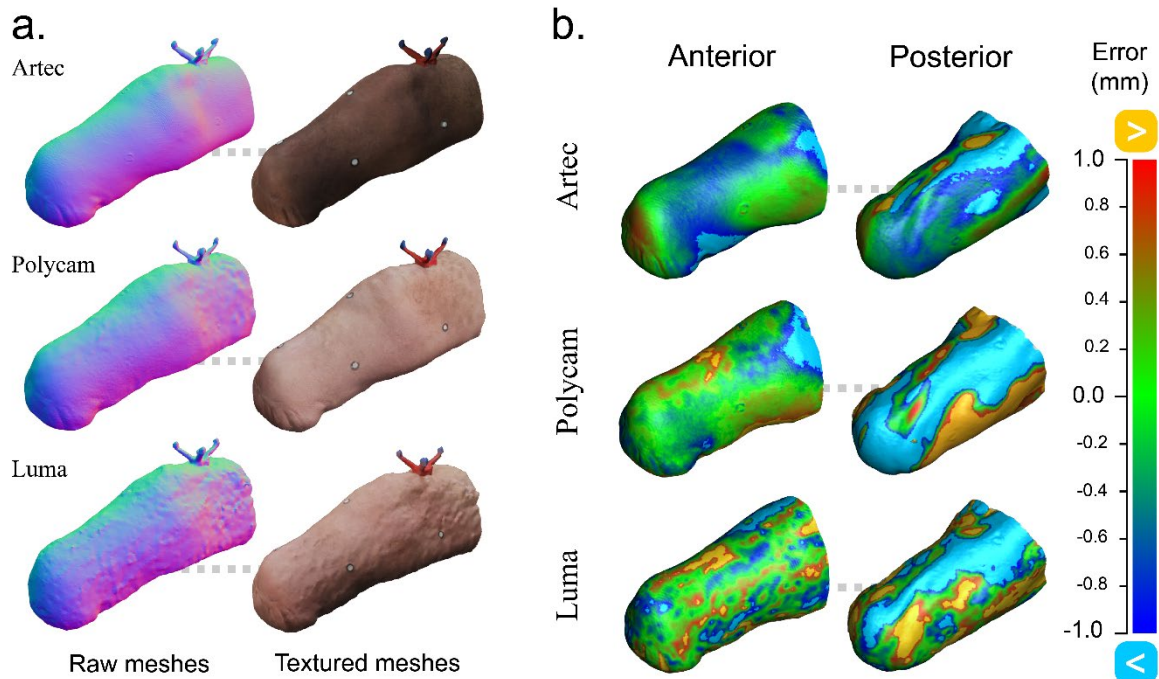 a.
Artec
Polycam
Luma
Raw meshes
Textured meshes
b.
Anterior
Posterior
Error
(mm)
>
Artec
Polycam
Luma
1.0
0.8
0.6
0.4
0.2
0.0
-0.2
-0.4
-0.6
-0.8
-1.0
<